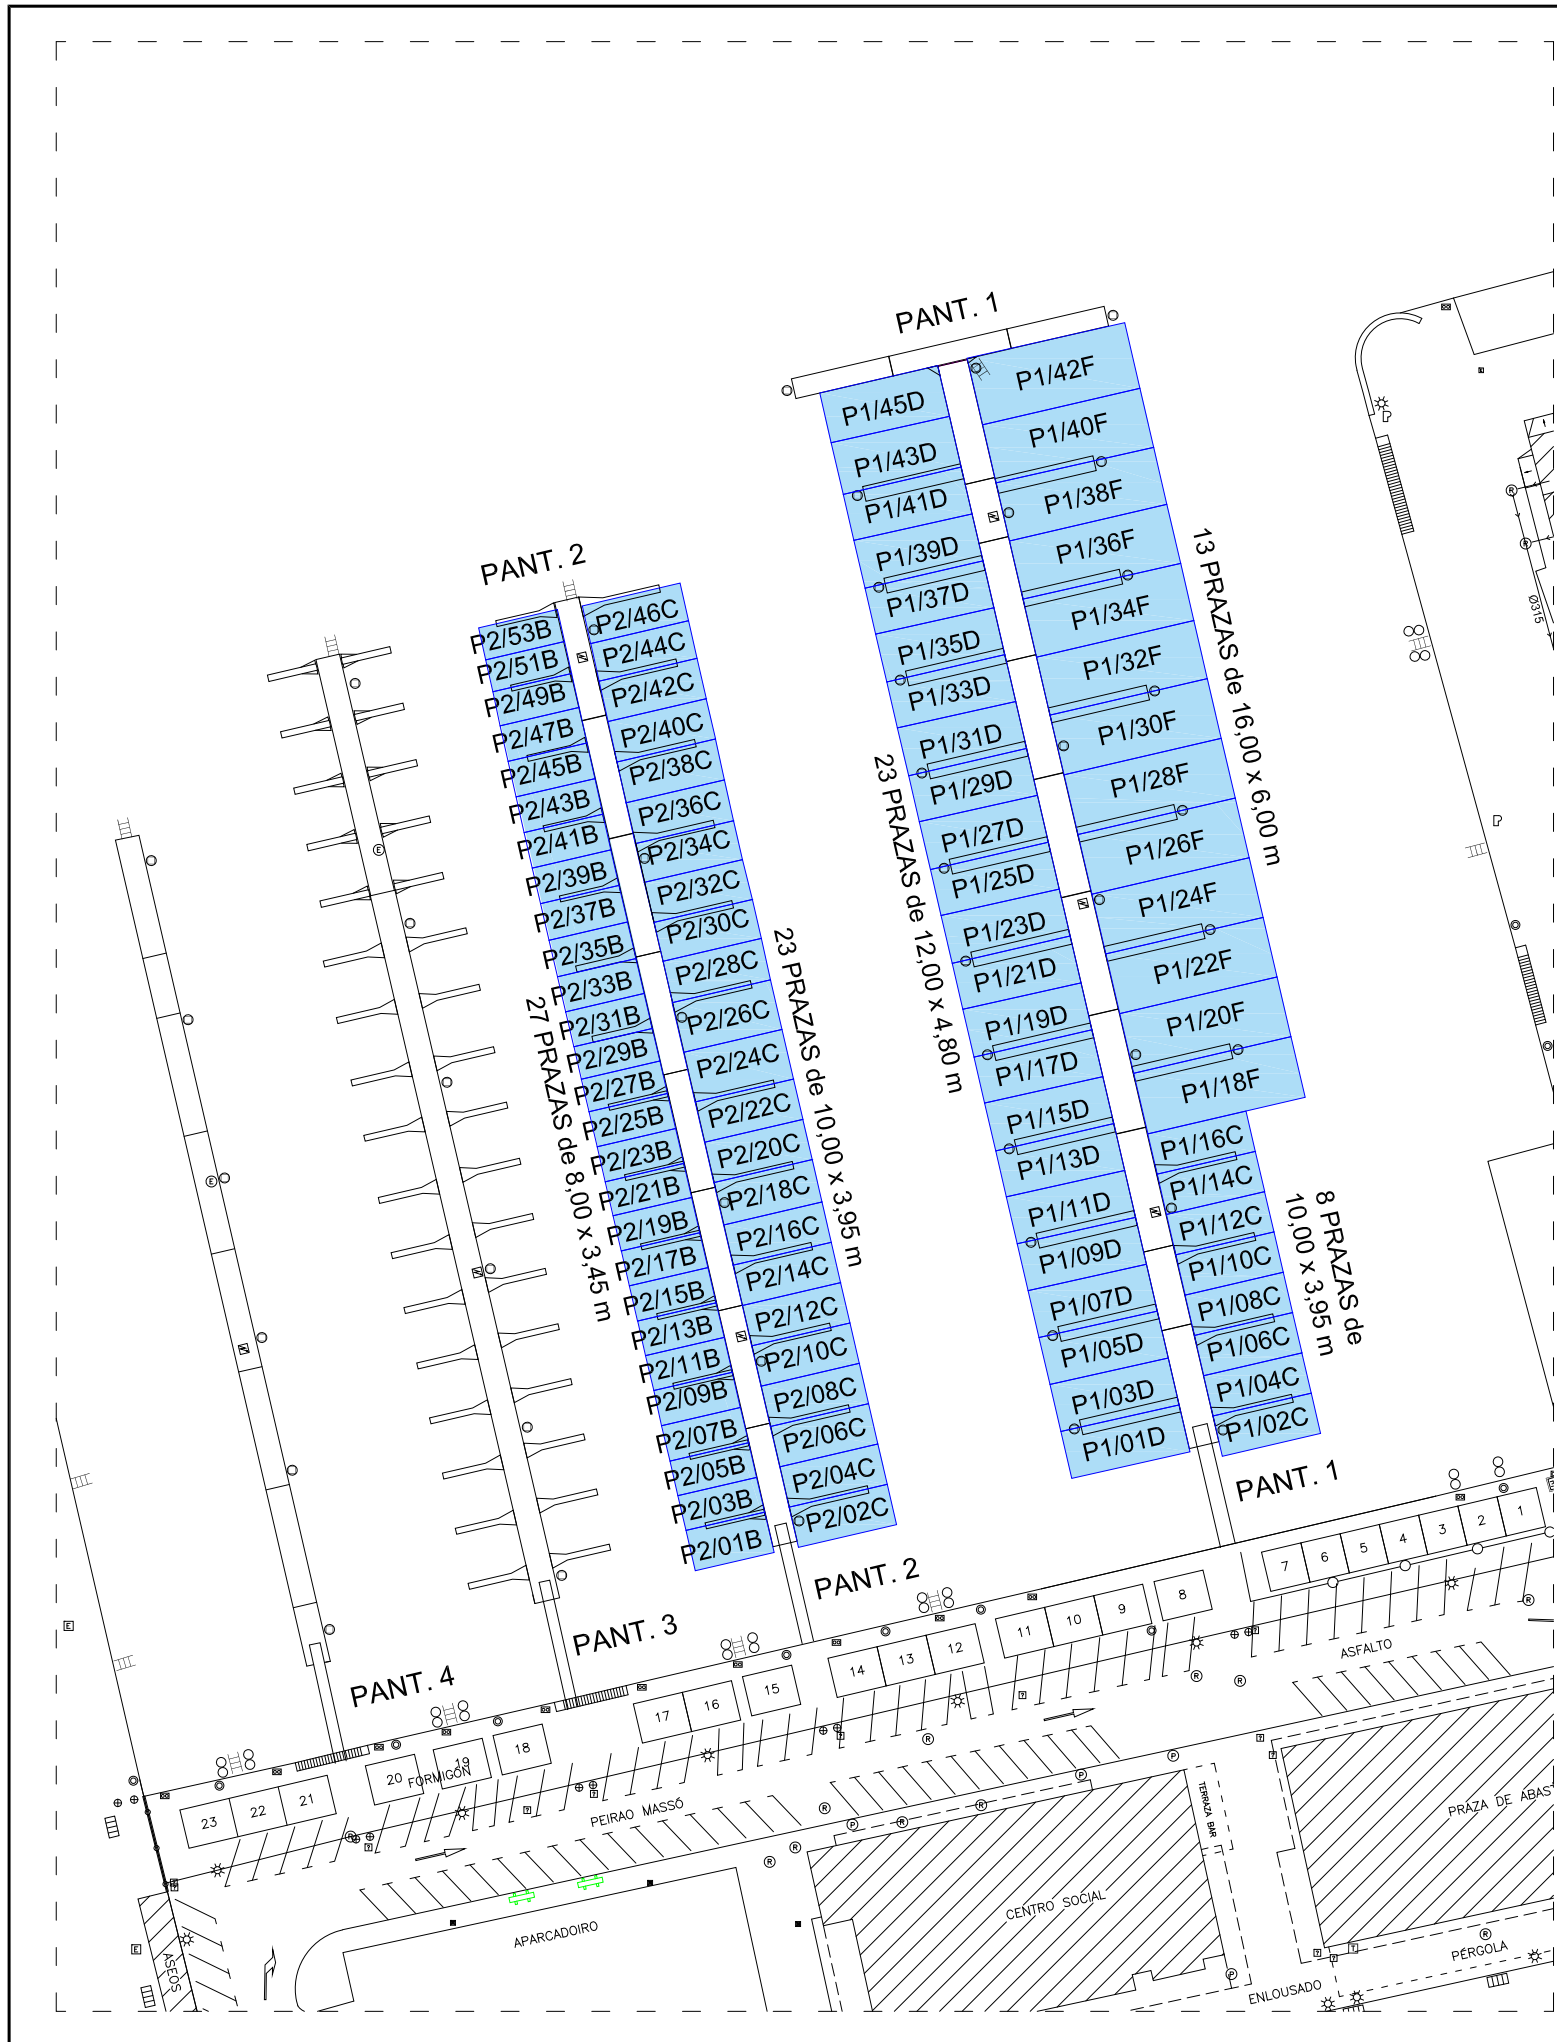 PANT. 1
P1/45D
P1/43D
P1/41D
P1/39D
P1/37D
P1/35D
P1/33D
P1/31D
P1/29D
P1/27D
P1/25D
P1/23D
P1/21D
P1/19D
P1/17D
P1/15D
P1/13D
P1/11D
P1/09D
P1/07D
P1/05D
P1/03D
P1/01D
P1/42F
P1/40F
P1/38F
P1/36F
P1/34F
P1/32F
P1/30F
P1/28F
P1/26F
P1/24F
P1/22F
P1/20F
P1/18F
P1/16C
P1/14C
P1/12C
P1/10C
P1/08C
P1/06C
P1/04C
P1/02C
13 PRAZAS de 16,00 x 6,00 m
23 PRAZAS de 12,00 x 4,80 m
8 PRAZAS de
10,00 x 3,95 m
PANT. 1
PANT. 2
P2/53B
P2/51B
P2/49B
P2/47B
P2/45B
P2/43B
P2/41B
P2/39B
P2/37B
P2/35B
P2/33B
P2/31B
P2/29B
P2/27B
P2/25B
P2/23B
P2/21B
P2/19B
P2/17B
P2/15B
P2/13B
P2/11B
P2/09B
P2/07B
P2/05B
P2/03B
P2/01B
P2/46C
P2/44C
P2/42C
P2/40C
P2/38C
P2/36C
P2/34C
P2/32C
P2/30C
P2/28C
P2/26C
P2/24C
P2/22C
P2/20C
P2/18C
P2/16C
P2/14C
P2/12C
P2/10C
P2/08C
P2/06C
P2/04C
P2/02C
27 PRAZAS de 8,00 x 3,45 m
23 PRAZAS de 10,00 x 3,95 m
PANT. 2
PANT. 3
PANT. 4
Ø315
1
2
3
4
5
6
7
8
9
10
11
12
13
14
15
16
17
18
19
20
21
22
23
FORMIGÓN
PEIRAO MASSÓ
ASFALTO
APARCADOIRO
ASEOS
CENTRO SOCIAL
TERRAZA BAR
PRAZA DE ABAS
PÉRGOLA
ENLOUSADO